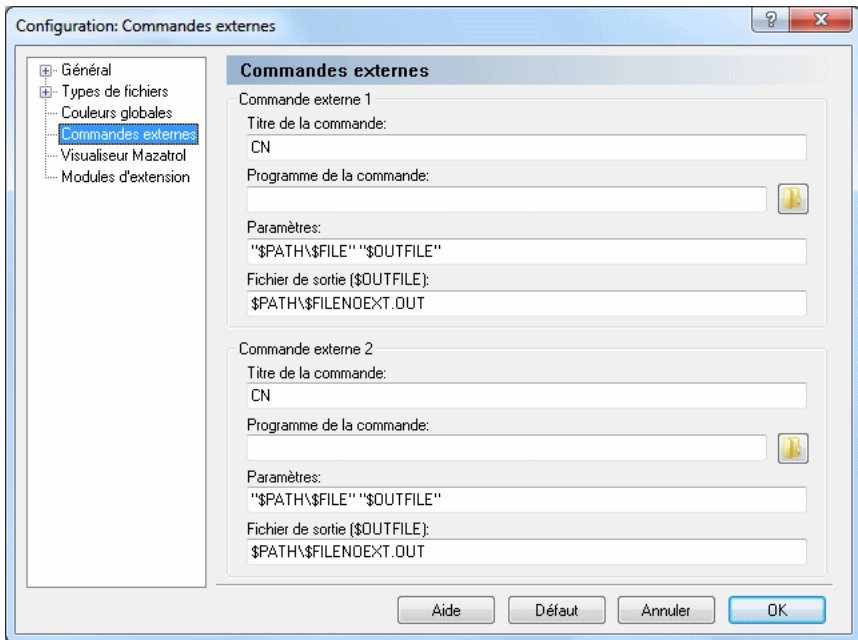 Configuration: Commandes externes
Général
Types de fichiers
Couleurs globales
Commandes externes
Visualiseur Mazatrol
Modules d'extension
Commandes externes
Commande externe 1
Titre de la commande:
CN
Programme de la commande:
Paramètres:
"$PATH\$FILE" "$OUTFILE"
Fichier de sortie ($OUTFILE):
$PATH\$FILENOEXT.OUT
Commande externe 2
Titre de la commande:
CN
Programme de la commande:
Paramètres:
"$PATH\$FILE" "$OUTFILE"
Fichier de sortie ($OUTFILE):
$PATH\$FILENOEXT.OUT
Aide Défaut Annuler OK